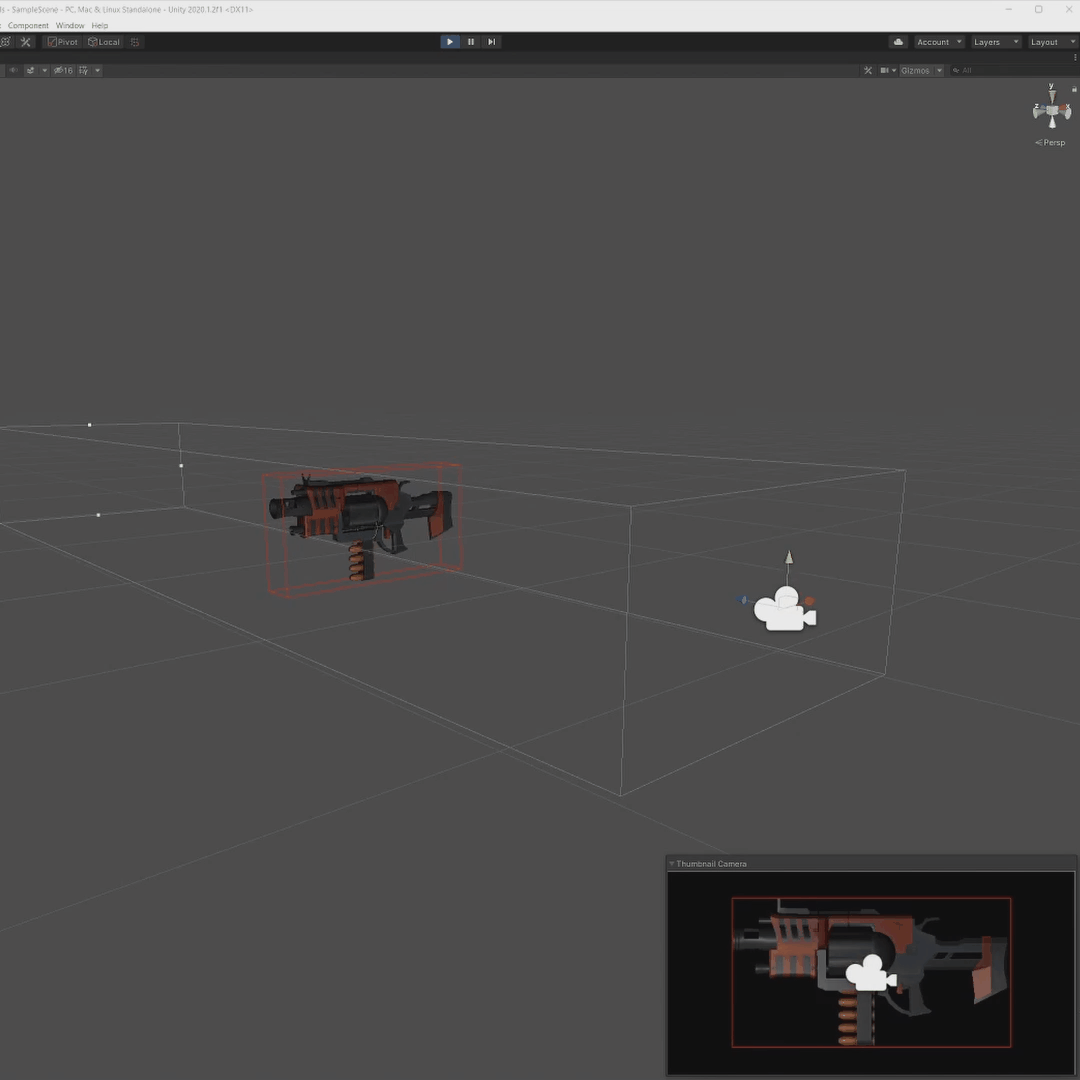 ls - SampleScene - PC, Mac & Linux Standalone - Unity 2020.1.2f1 <DX11>
Component Window Help
Pivot Local Account Layers Layout
16 Gizmos All
y
z x
Persp
Thumbnail Camera